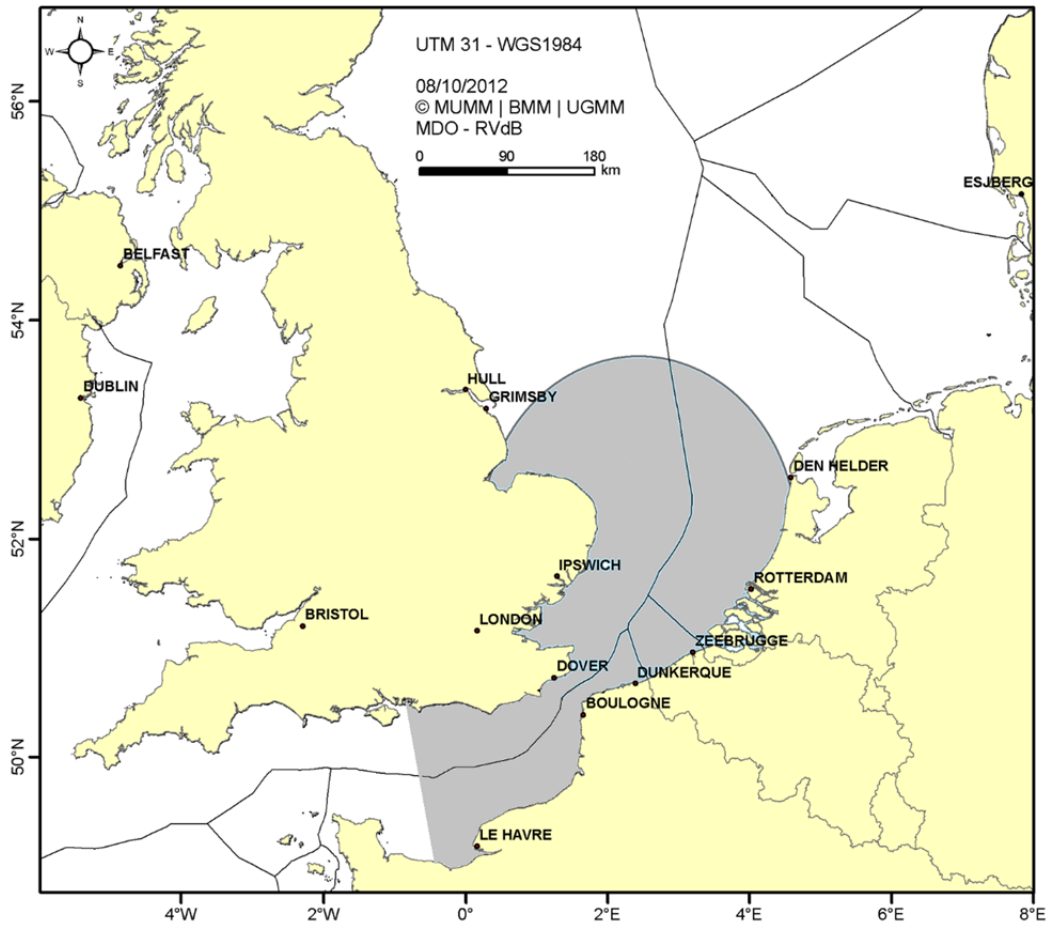 N
W E
S
UTM 31 - WGS1984
08/10/2012
© MUMM | BMM | UGMM
MDO - RVdB
0 90 180
km
56°N
ESJBERG
BELFAST
54°N
DUBLIN
HULL
GRIMSBY
DEN HELDER
52°N
IPSWICH
ROTTERDAM
BRISTOL
LONDON
ZEEBRUGGE
DOVER
DUNKERQUE
BOULOGNE
50°N
LE HAVRE
4°W 2°W 0° 2°E 4°E 6°E 8°E